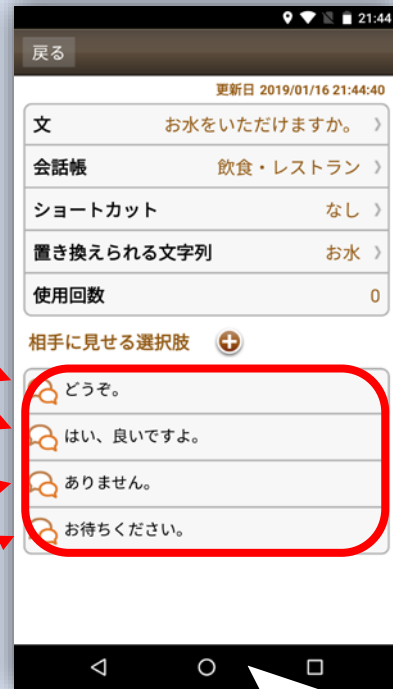 21:44
戻る
更新日 2019/01/16 21:44:40
文 お水をいただけますか。
会話帳 飲食・レストラン
ショートカット なし
置き換えられる文字列 お水
使用回数 0
相手に見せる選択肢
どうぞ。
はい、良いですよ。
ありません。
お待ちください。